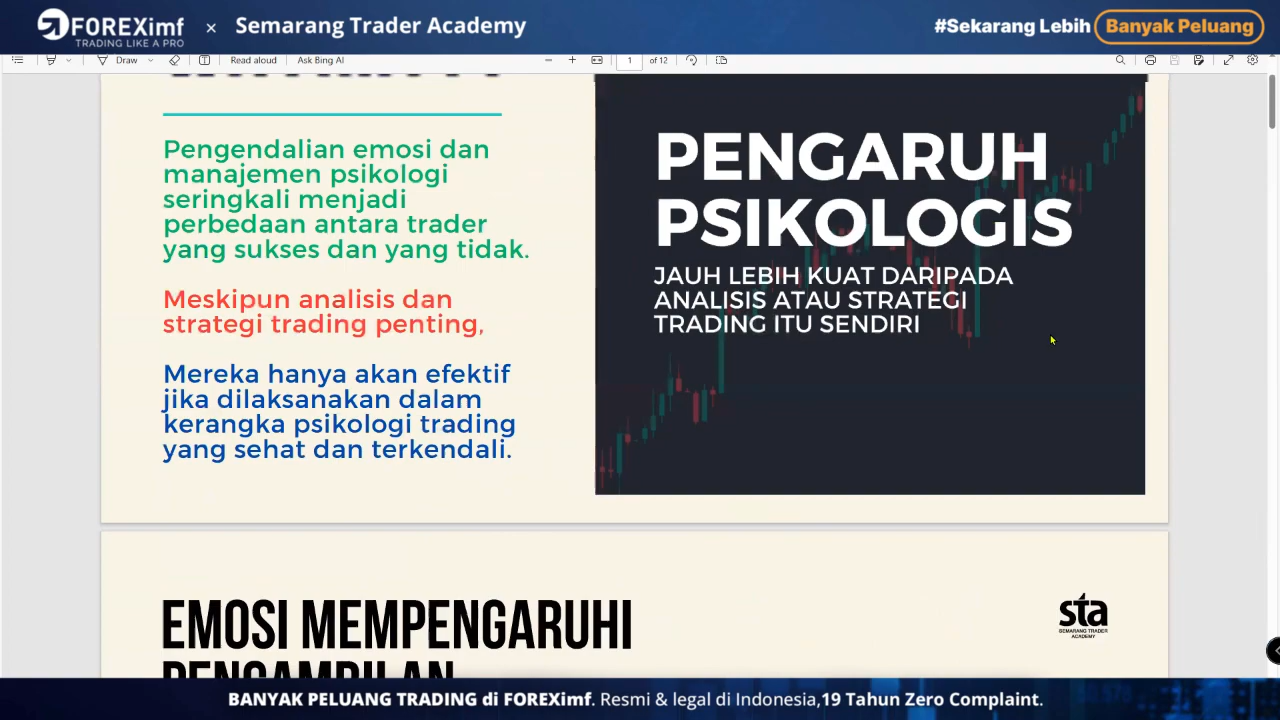 FOREXimf
TRADING LIKE A PRO
×
Semarang Trader Academy
#Sekarang Lebih Banyak Peluang
Draw
Read aloud
Ask Bing AI
1 of 12
Pengendalian emosi dan
manajemen psikologi
seringkali menjadi
perbedaan antara trader
yang sukses dan yang tidak.
Meskipun analisis dan
strategi trading penting,
Mereka hanya akan efektif
jika dilaksanakan dalam
kerangka psikologi trading
yang sehat dan terkendali.
PENGARUH
PSIKOLOGIS
JAUH LEBIH KUAT DARIPADA
ANALISIS ATAU STRATEGI
TRADING ITU SENDIRI
EMOSI MEMPENGARUHI
PENGAMBILAN
sta
SEMARANG TRADER
ACADEMY
BANYAK PELUANG TRADING di FOREXimf. Resmi & legal di Indonesia,19 Tahun Zero Complaint.